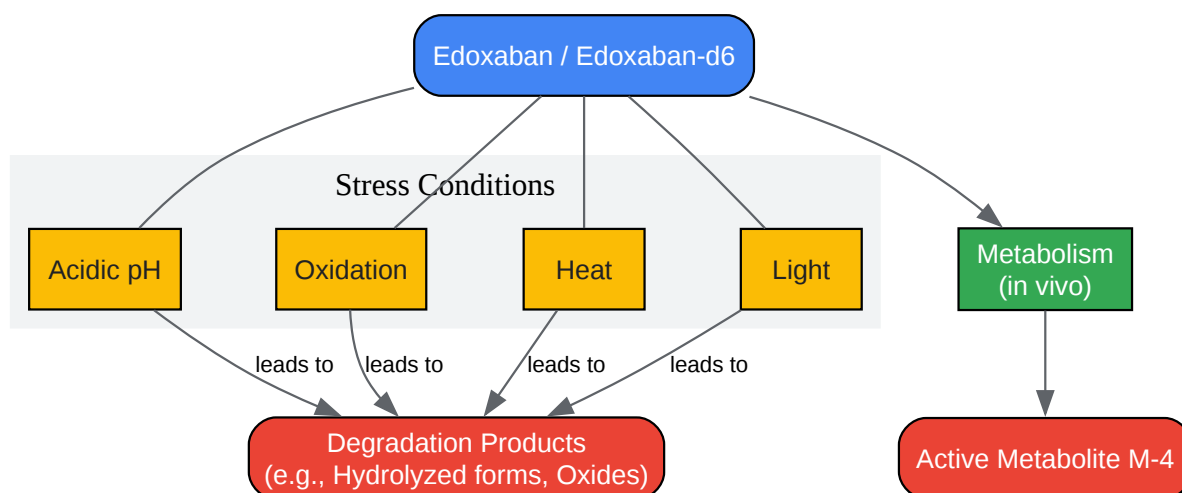 Edoxaban / Edoxaban-d6
Stress Conditions
Acidic pH
Oxidation
Heat
Light
Metabolism
(in vivo)
leads to
leads to
leads to
leads to
Degradation Products
(e.g., Hydrolyzed forms, Oxides)
Active Metabolite M-4